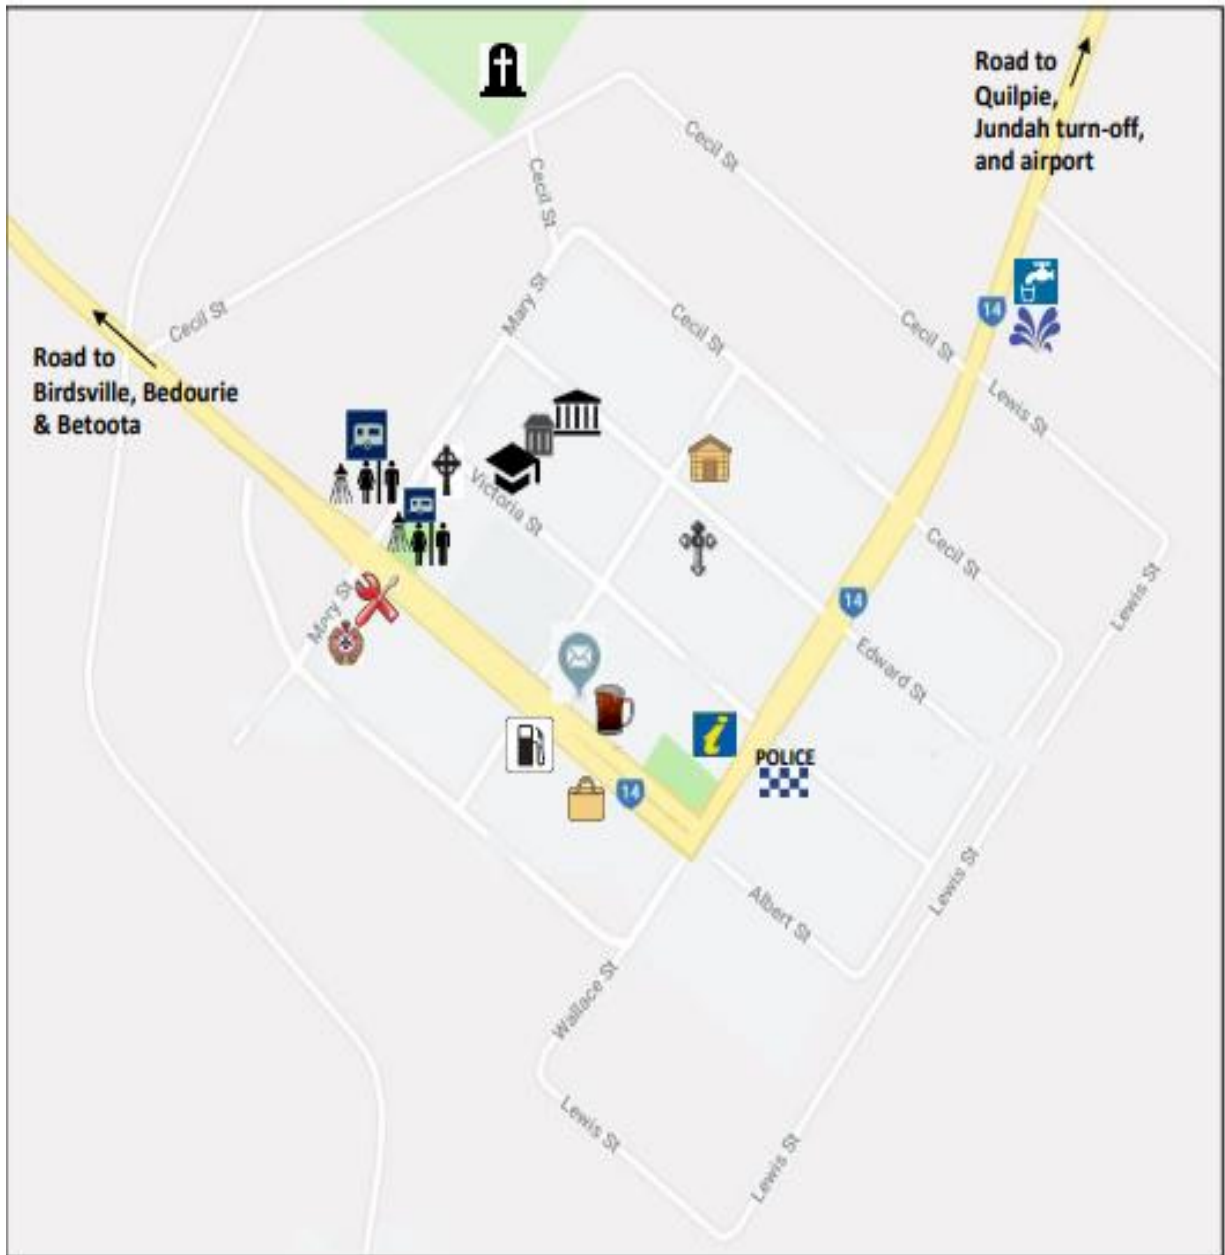 Road to
Quilpie,
Jundah turn-off,
and airport
Cecil St
Cecil St
Mary St
Cecil St
Cecil St
14
Cecil St
Road to
Birdsville, Bedourie
& Betoota
Lewis St
Victoria St
Cecil St
Lewis St
14
Mary St
Edward St
i
POLICE
14
Albert St
Lewis St
Wallace St
Lewis St
Lewis St